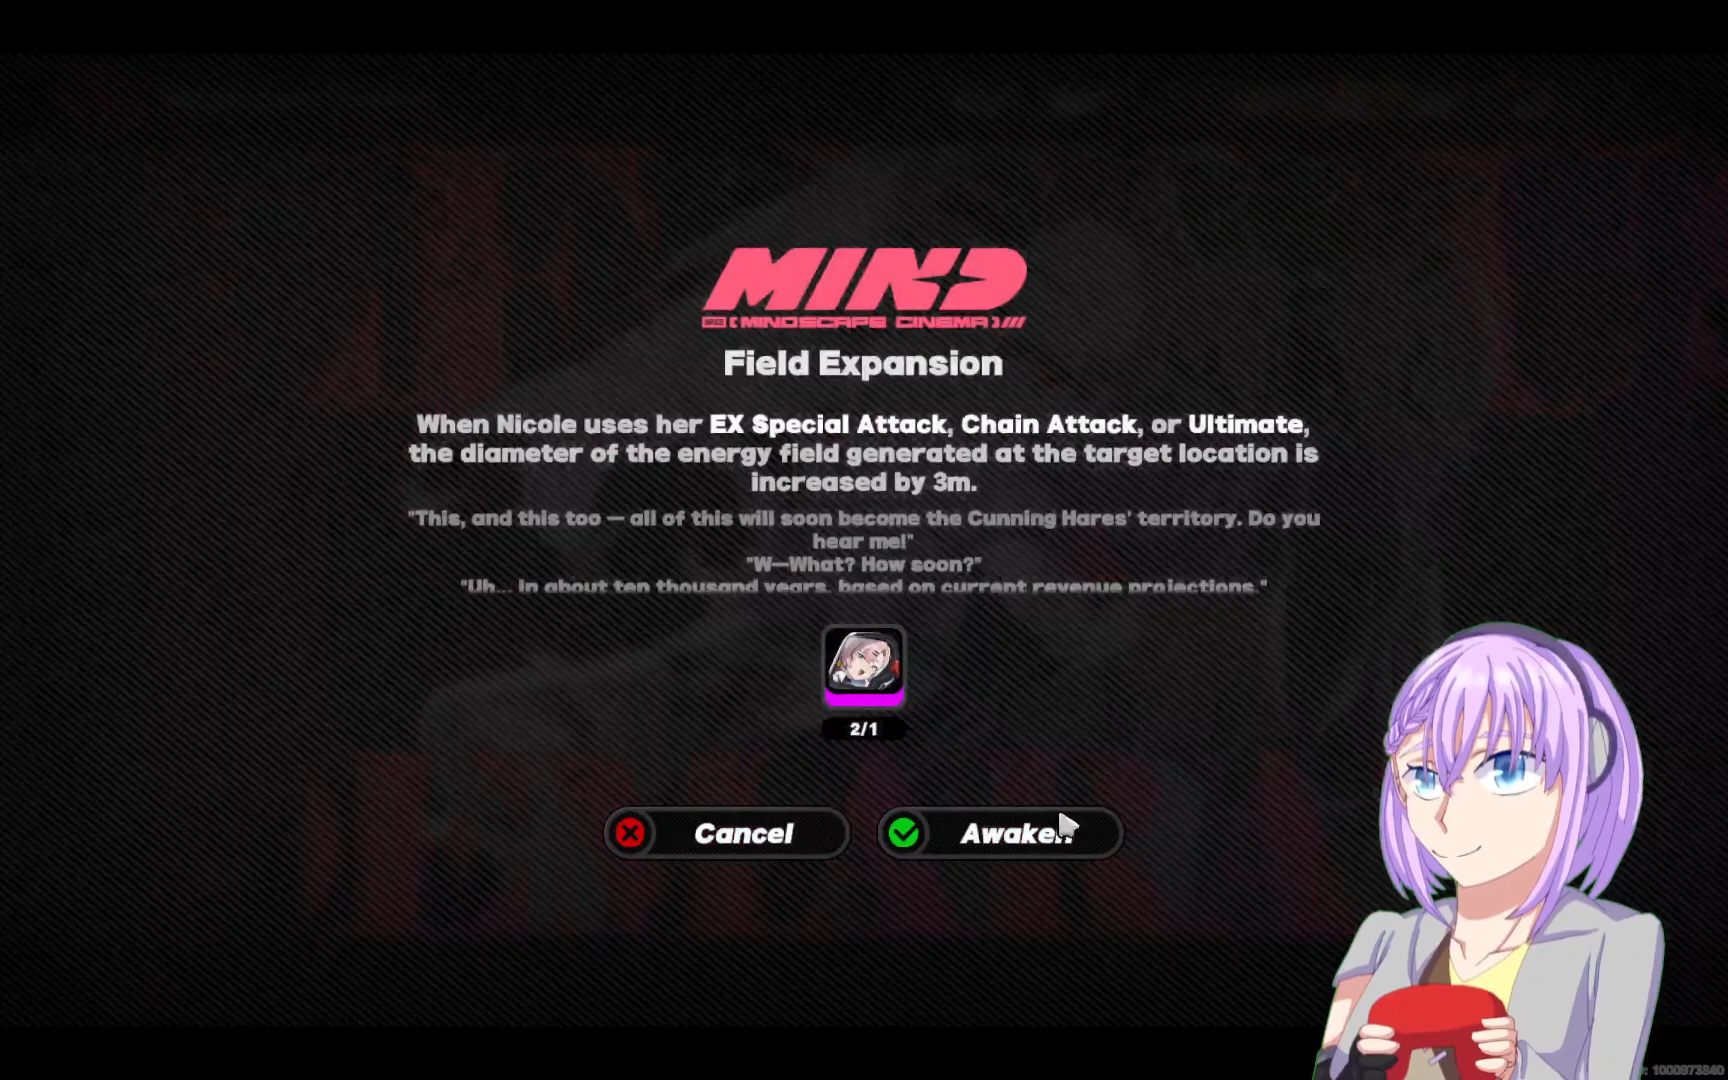 MIND
[MINDSCAPE CINEMA]///
Field Expansion
When Nicole uses her EX Special Attack, Chain Attack, or Ultimate,
the diameter of the energy field generated at the target location is
increased by 3m.
"This, and this too — all of this will soon become the Cunning Hares' territory. Do you
hear me!"
"W—What? How soon?"
"Uh... In about ten thousand years, based on current revenue projections."
2/1
Cancel
Awaken
: 1000973840